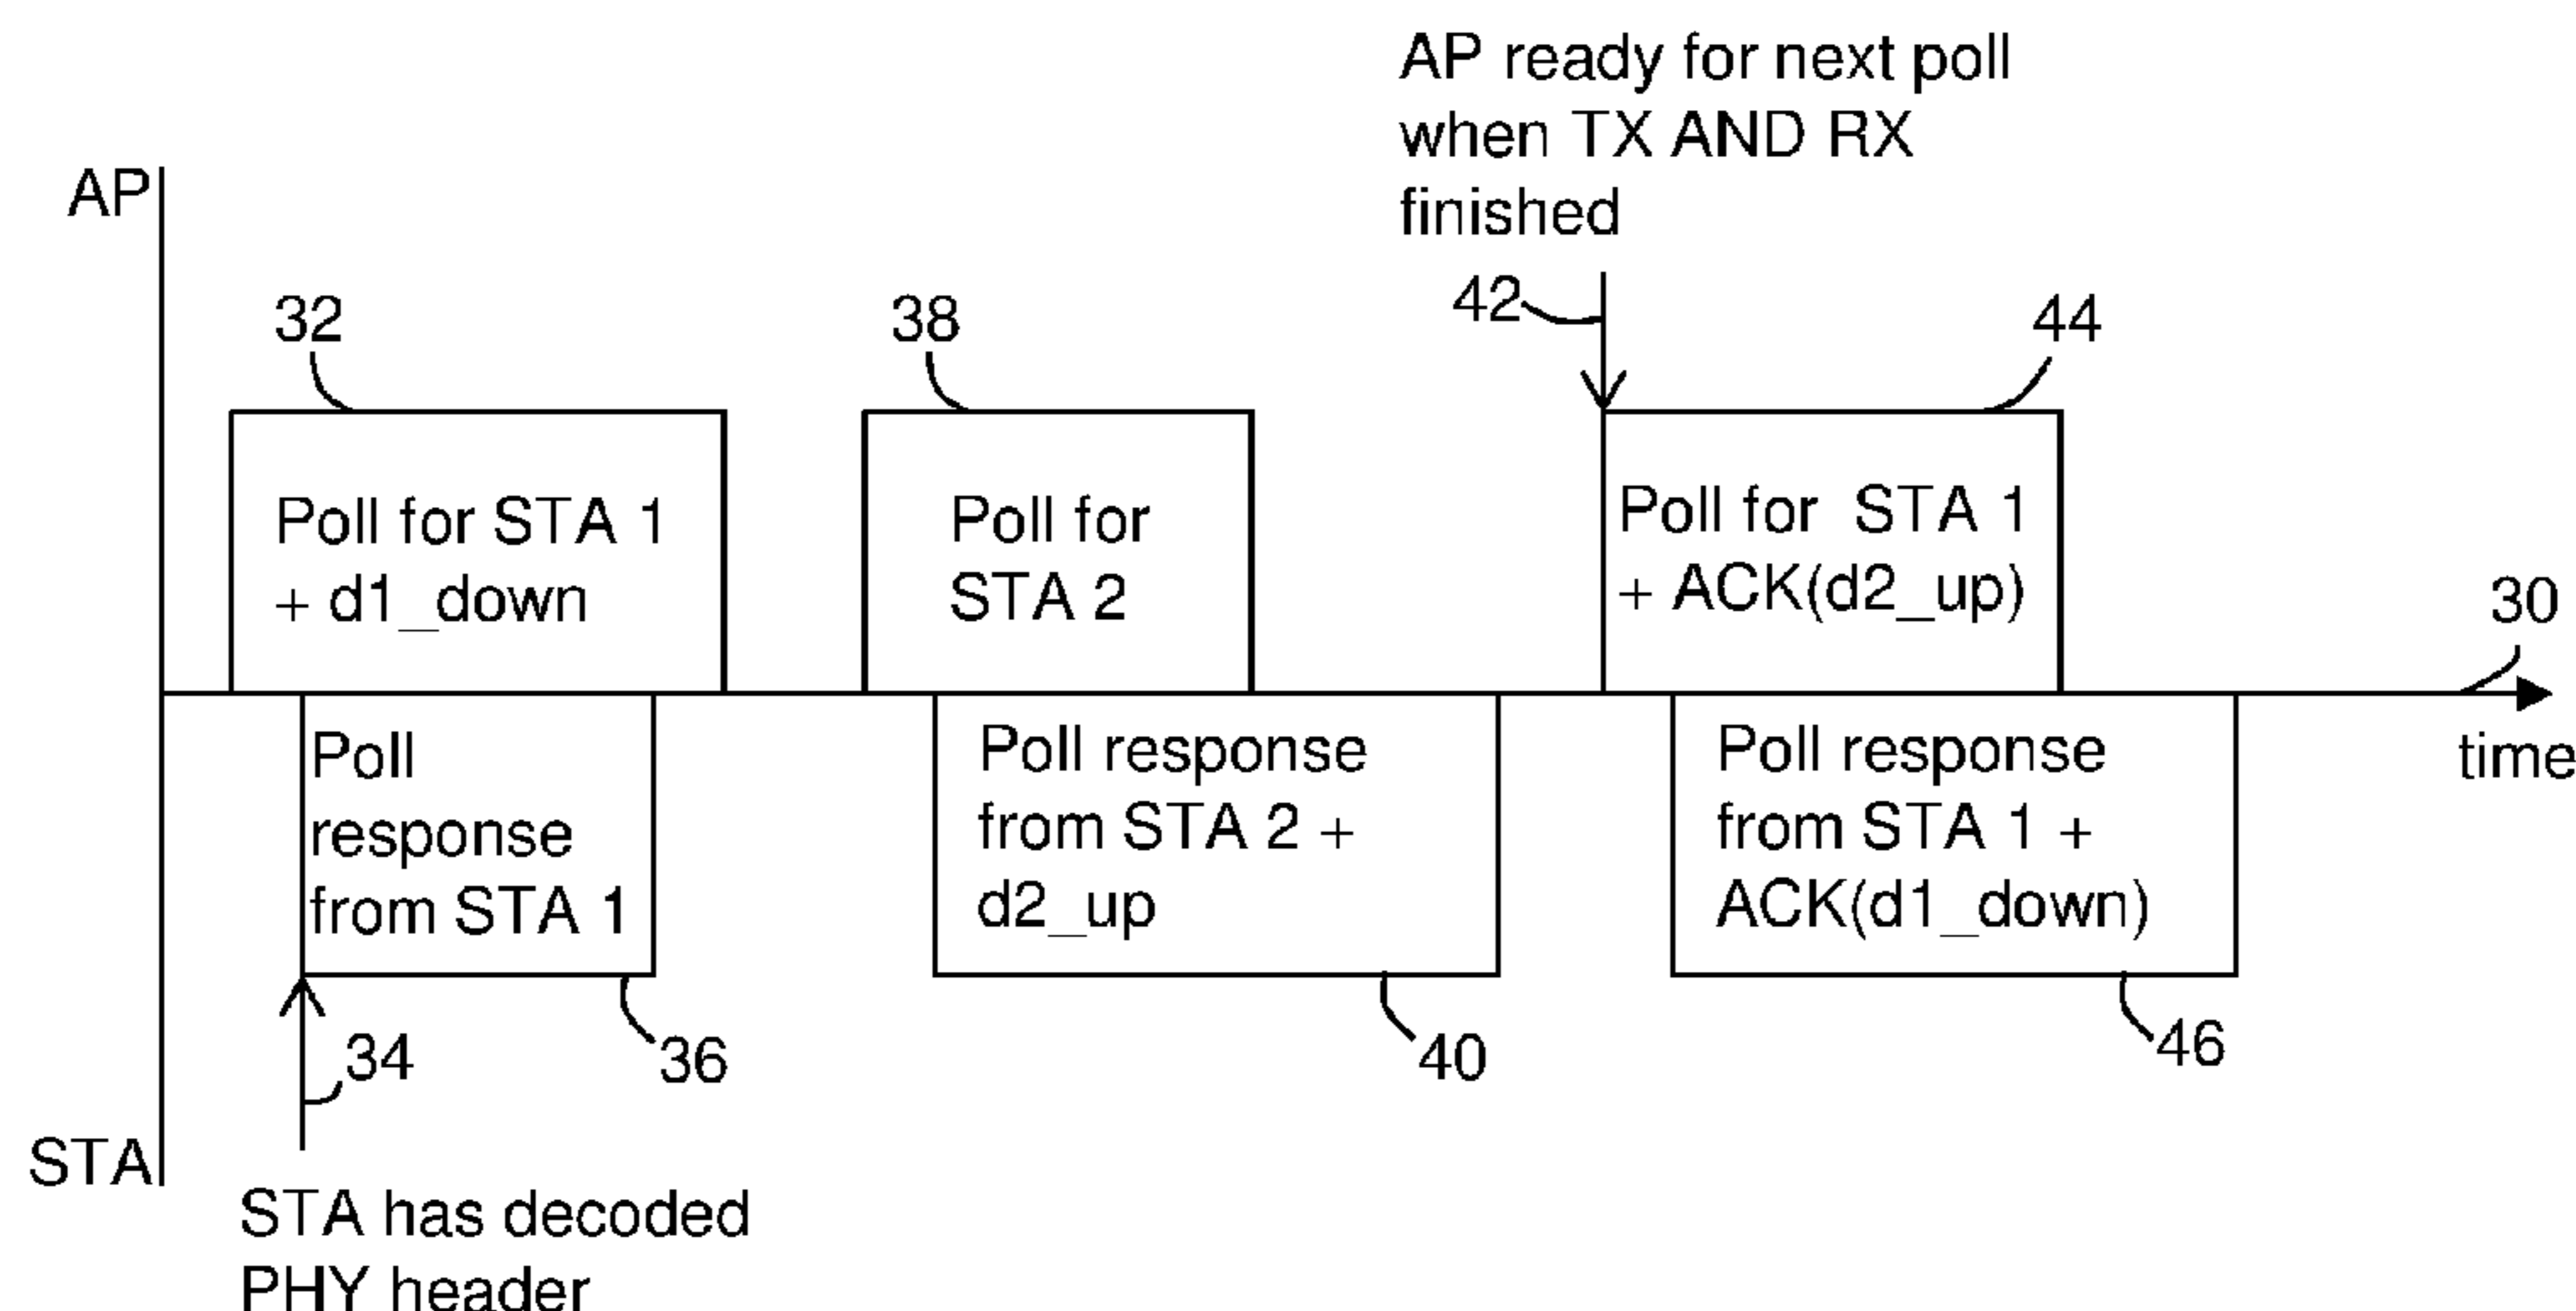 AP ready for next poll
when TX AND RX
finished
AP
32
38
42
44
Poll for STA 1
+ d1_down
Poll for
STA 2
Poll for STA 1
+ ACK(d2_up)
30
time
Poll
response
from STA 1
Poll response
from STA 2 +
d2_up
Poll response
from STA 1 +
ACK(d1_down)
34
36
40
46
STA
STA has decoded
PHY header